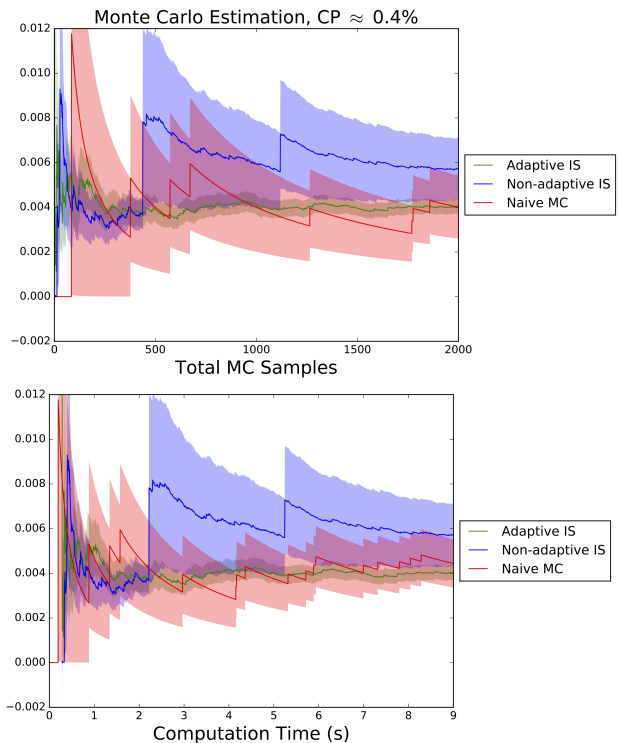 Monte Carlo Estimation, CP ≈ 0.4%
0.012
0.010
0.008
0.006
0.004
0.002
0.000
−0.002
0 500 1000 1500 2000
Total MC Samples
Adaptive IS
Non-adaptive IS
Naive MC
0.012
0.010
0.008
0.006
0.004
0.002
0.000
−0.002
0 1 2 3 4 5 6 7 8 9
Computation Time (s)
Adaptive IS
Non-adaptive IS
Naive MC